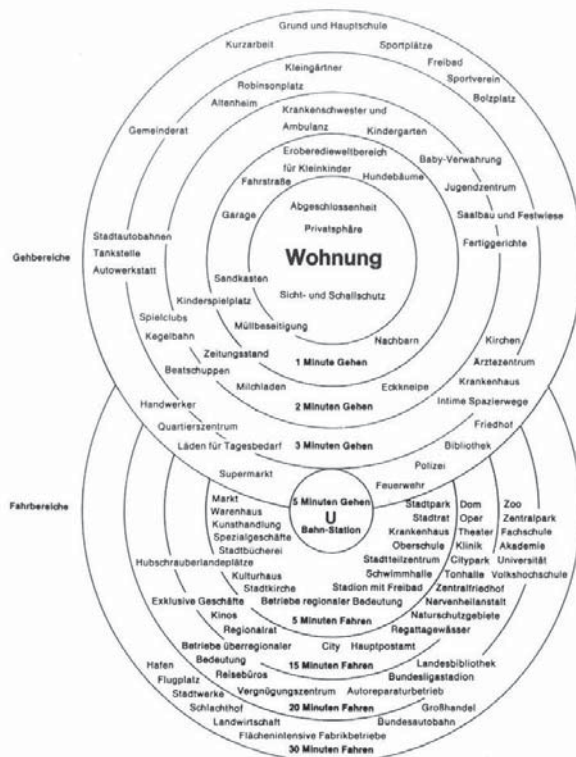 Grund und Hauptschule
Kurzarbeit
Sportplätze
Freibad
Kleingärtner
Sportverein
Robinsonplatz
Bolzplatz
Altenheim
Krankenschwester und
Ambulanz
Kindergarten
Gemeinderat
Eroberedieweltbereich
für Kleinkinder
Baby-Verwahrung
Hundebäume
Fahrstraße
Jugendzentrum
Abgeschlossenheit
Garage
Saalbau und Festwiese
Privatsphäre
Stadtautobahnen
Tankstelle
Autowerkstatt
Fertiggerichte
Gehbereiche
Wohnung
Sandkasten
Sicht- und Schallschutz
Kinderspielplatz
Spielclubs
Müllbeseitigung
Kegelbahn
Nachbarn
Kirchen
Zeitungsstand
1 Minute Gehen
Ärztezentrum
Beatschuppen
Milchladen
Eckkneipe
Krankenhaus
Handwerker
2 Minuten Gehen
Intime Spazierwege
Quartierszentrum
Friedhof
Läden für Tagesbedarf
3 Minuten Gehen
Bibliothek
Polizei
Supermarkt
Feuerwehr
Fahrbereiche
5 Minuten Gehen
U
Bahn-Station
Markt
Warenhaus
Kunsthandlung
Spezialgeschäfte
Stadtbücherei
Stadtpark Dom Zoo
Stadtrat Oper Zentralpark
Krankenhaus Theater Fachschule
Oberschule Klinik Akademie
Stadtteilzentrum Citypark Universität
Schwimmhalle Tonhalle Volkshochschule
Hubschrauberlandeplätze
Kulturhaus
Stadtkirche
Stadion mit Freibad
Zentralfriedhof
Exklusive Geschäfte
Betriebe regionaler Bedeutung
Narvenheilanstalt
Kinos
5 Minuten Fahren
Naturschutzgebiete
Regionalrat
Regattagewässer
Betriebe überregionaler
Bedeutung
City
Hauptpostamt
15 Minuten Fahren
Hafen
Reisebüros
Landesbibliothek
Flugplatz
Bundesligastadion
Stadtwerke
Vergnügungszentrum
Autoreparaturbetrieb
Schlachthof
20 Minuten Fahren
Großhandel
Landwirtschaft
Bundesautobahn
Flächenintensive Fabrikbetriebe
30 Minuten Fahren